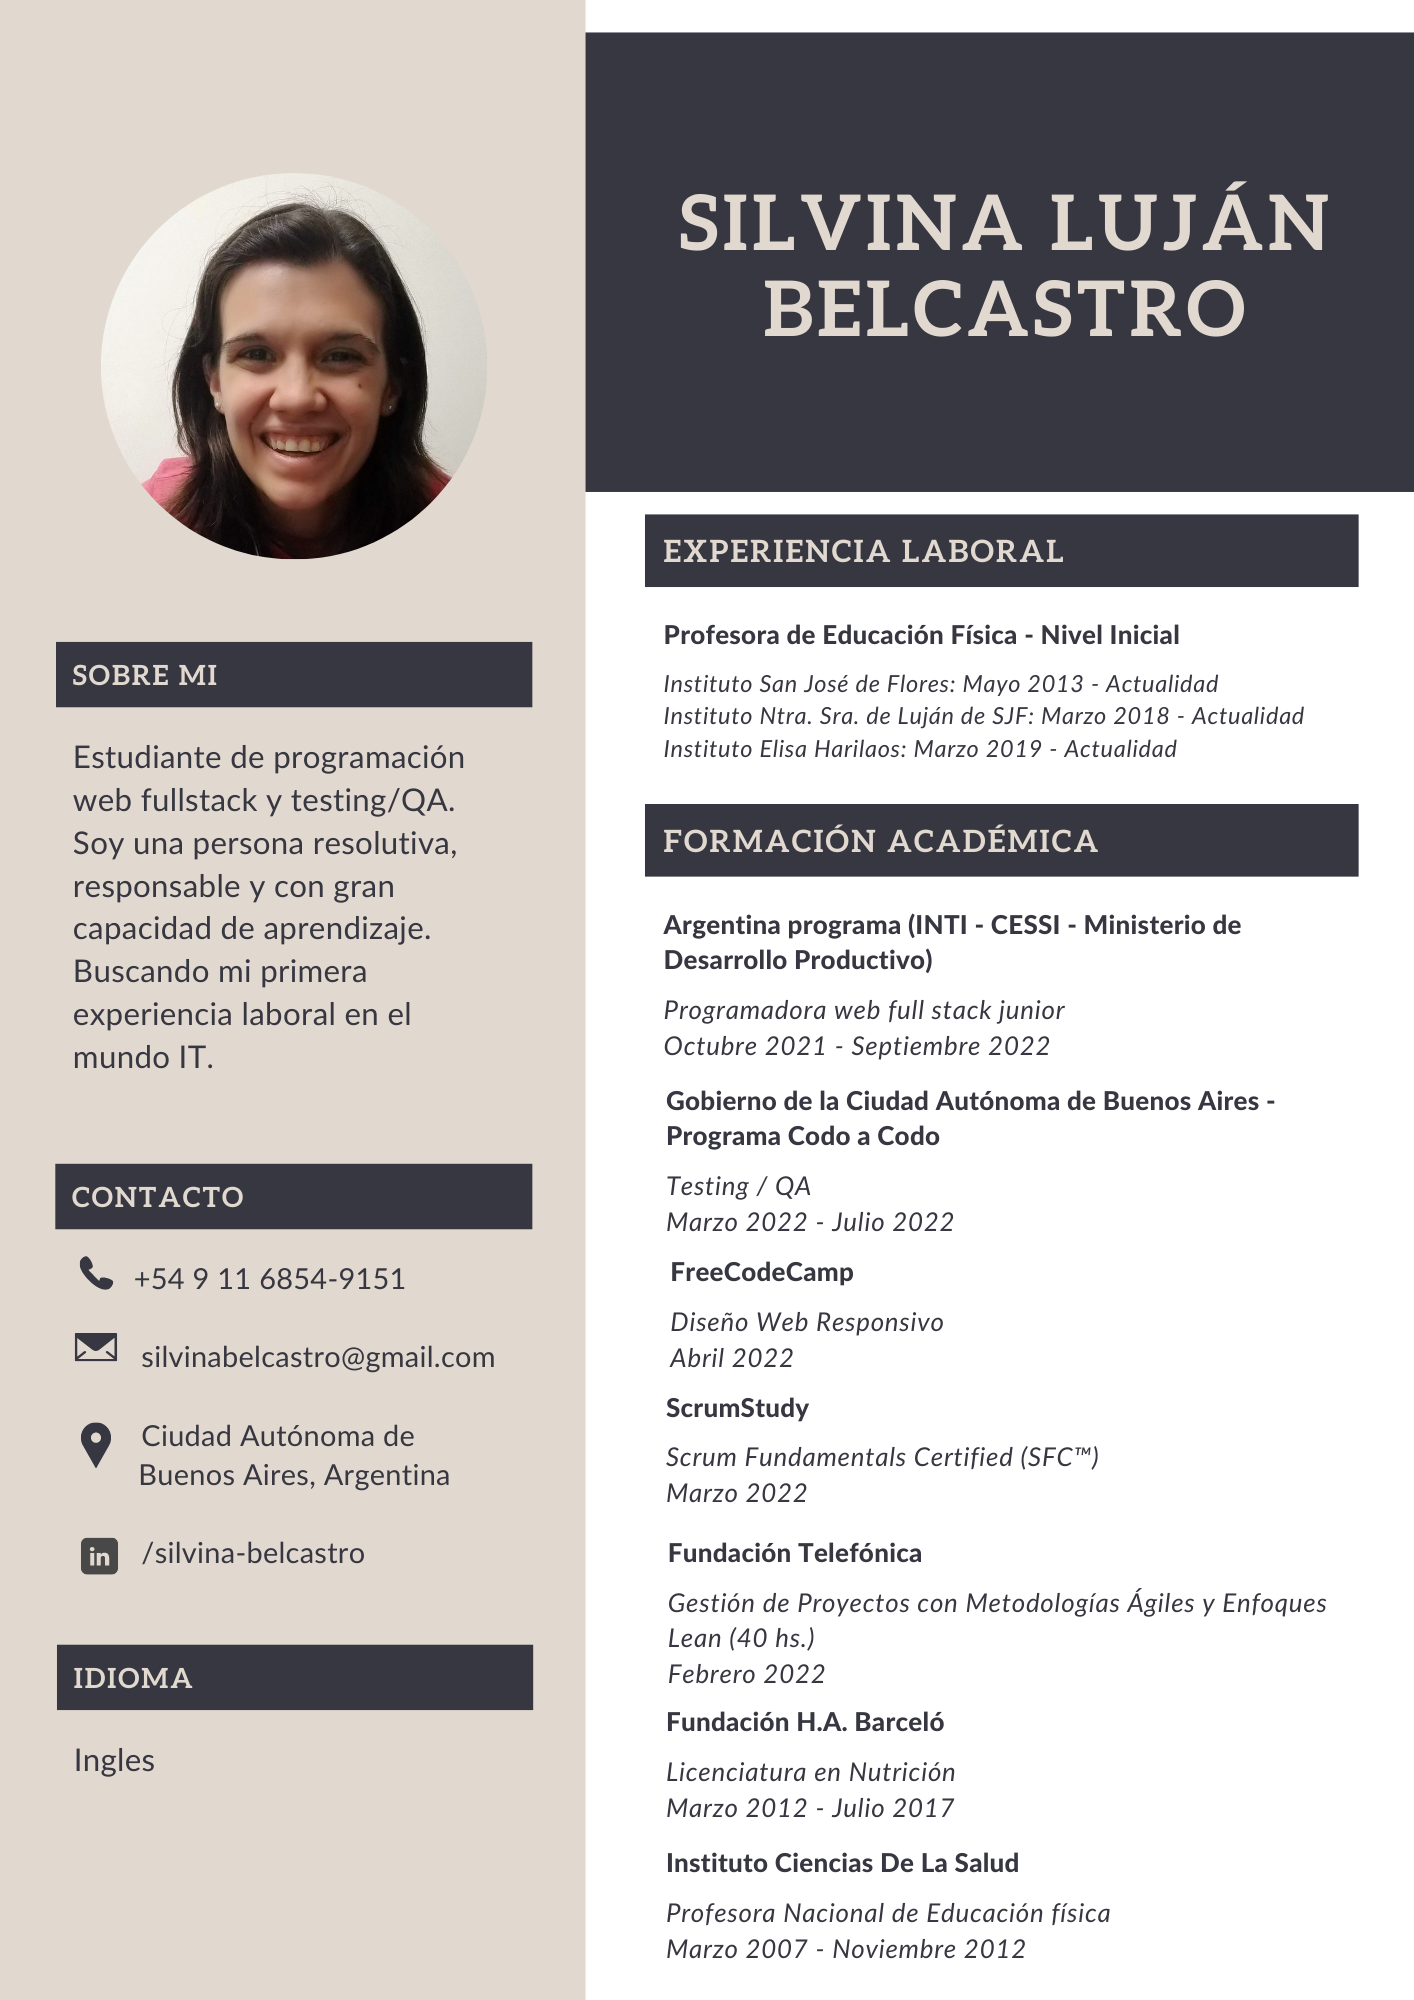 SILVINA LUJÁN
BELCASTRO
SOBRE MI
Estudiante de programación
web fullstack y testing/QA.
Soy una persona resolutiva,
responsable y con gran
capacidad de aprendizaje.
Buscando mi primera
experiencia laboral en el
mundo IT.
CONTACTO
+54 9 11 6854-9151
silvinabelcastro@gmail.com
Ciudad Autónoma de
Buenos Aires, Argentina
in /silvina-belcastro
IDIOMA
Ingles
EXPERIENCIA LABORAL
Profesora de Educación Física - Nivel Inicial
Instituto San José de Flores: Mayo 2013 - Actualidad
Instituto Ntra. Sra. de Luján de SJF: Marzo 2018 - Actualidad
Instituto Elisa Harilaos: Marzo 2019 - Actualidad
FORMACIÓN ACADÉMICA
Argentina programa (INTI - CESSI - Ministerio de
Desarrollo Productivo)
Programadora web full stack junior
Octubre 2021 - Septiembre 2022
Gobierno de la Ciudad Autónoma de Buenos Aires -
Programa Codo a Codo
Testing / QA
Marzo 2022 - Julio 2022
FreeCodeCamp
Diseño Web Responsivo
Abril 2022
ScrumStudy
Scrum Fundamentals Certified (SFC™)
Marzo 2022
Fundación Telefónica
Gestión de Proyectos con Metodologías Ágiles y Enfoques
Lean (40 hs.)
Febrero 2022
Fundación H.A. Barceló
Licenciatura en Nutrición
Marzo 2012 - Julio 2017
Instituto Ciencias De La Salud
Profesora Nacional de Educación física
Marzo 2007 - Noviembre 2012